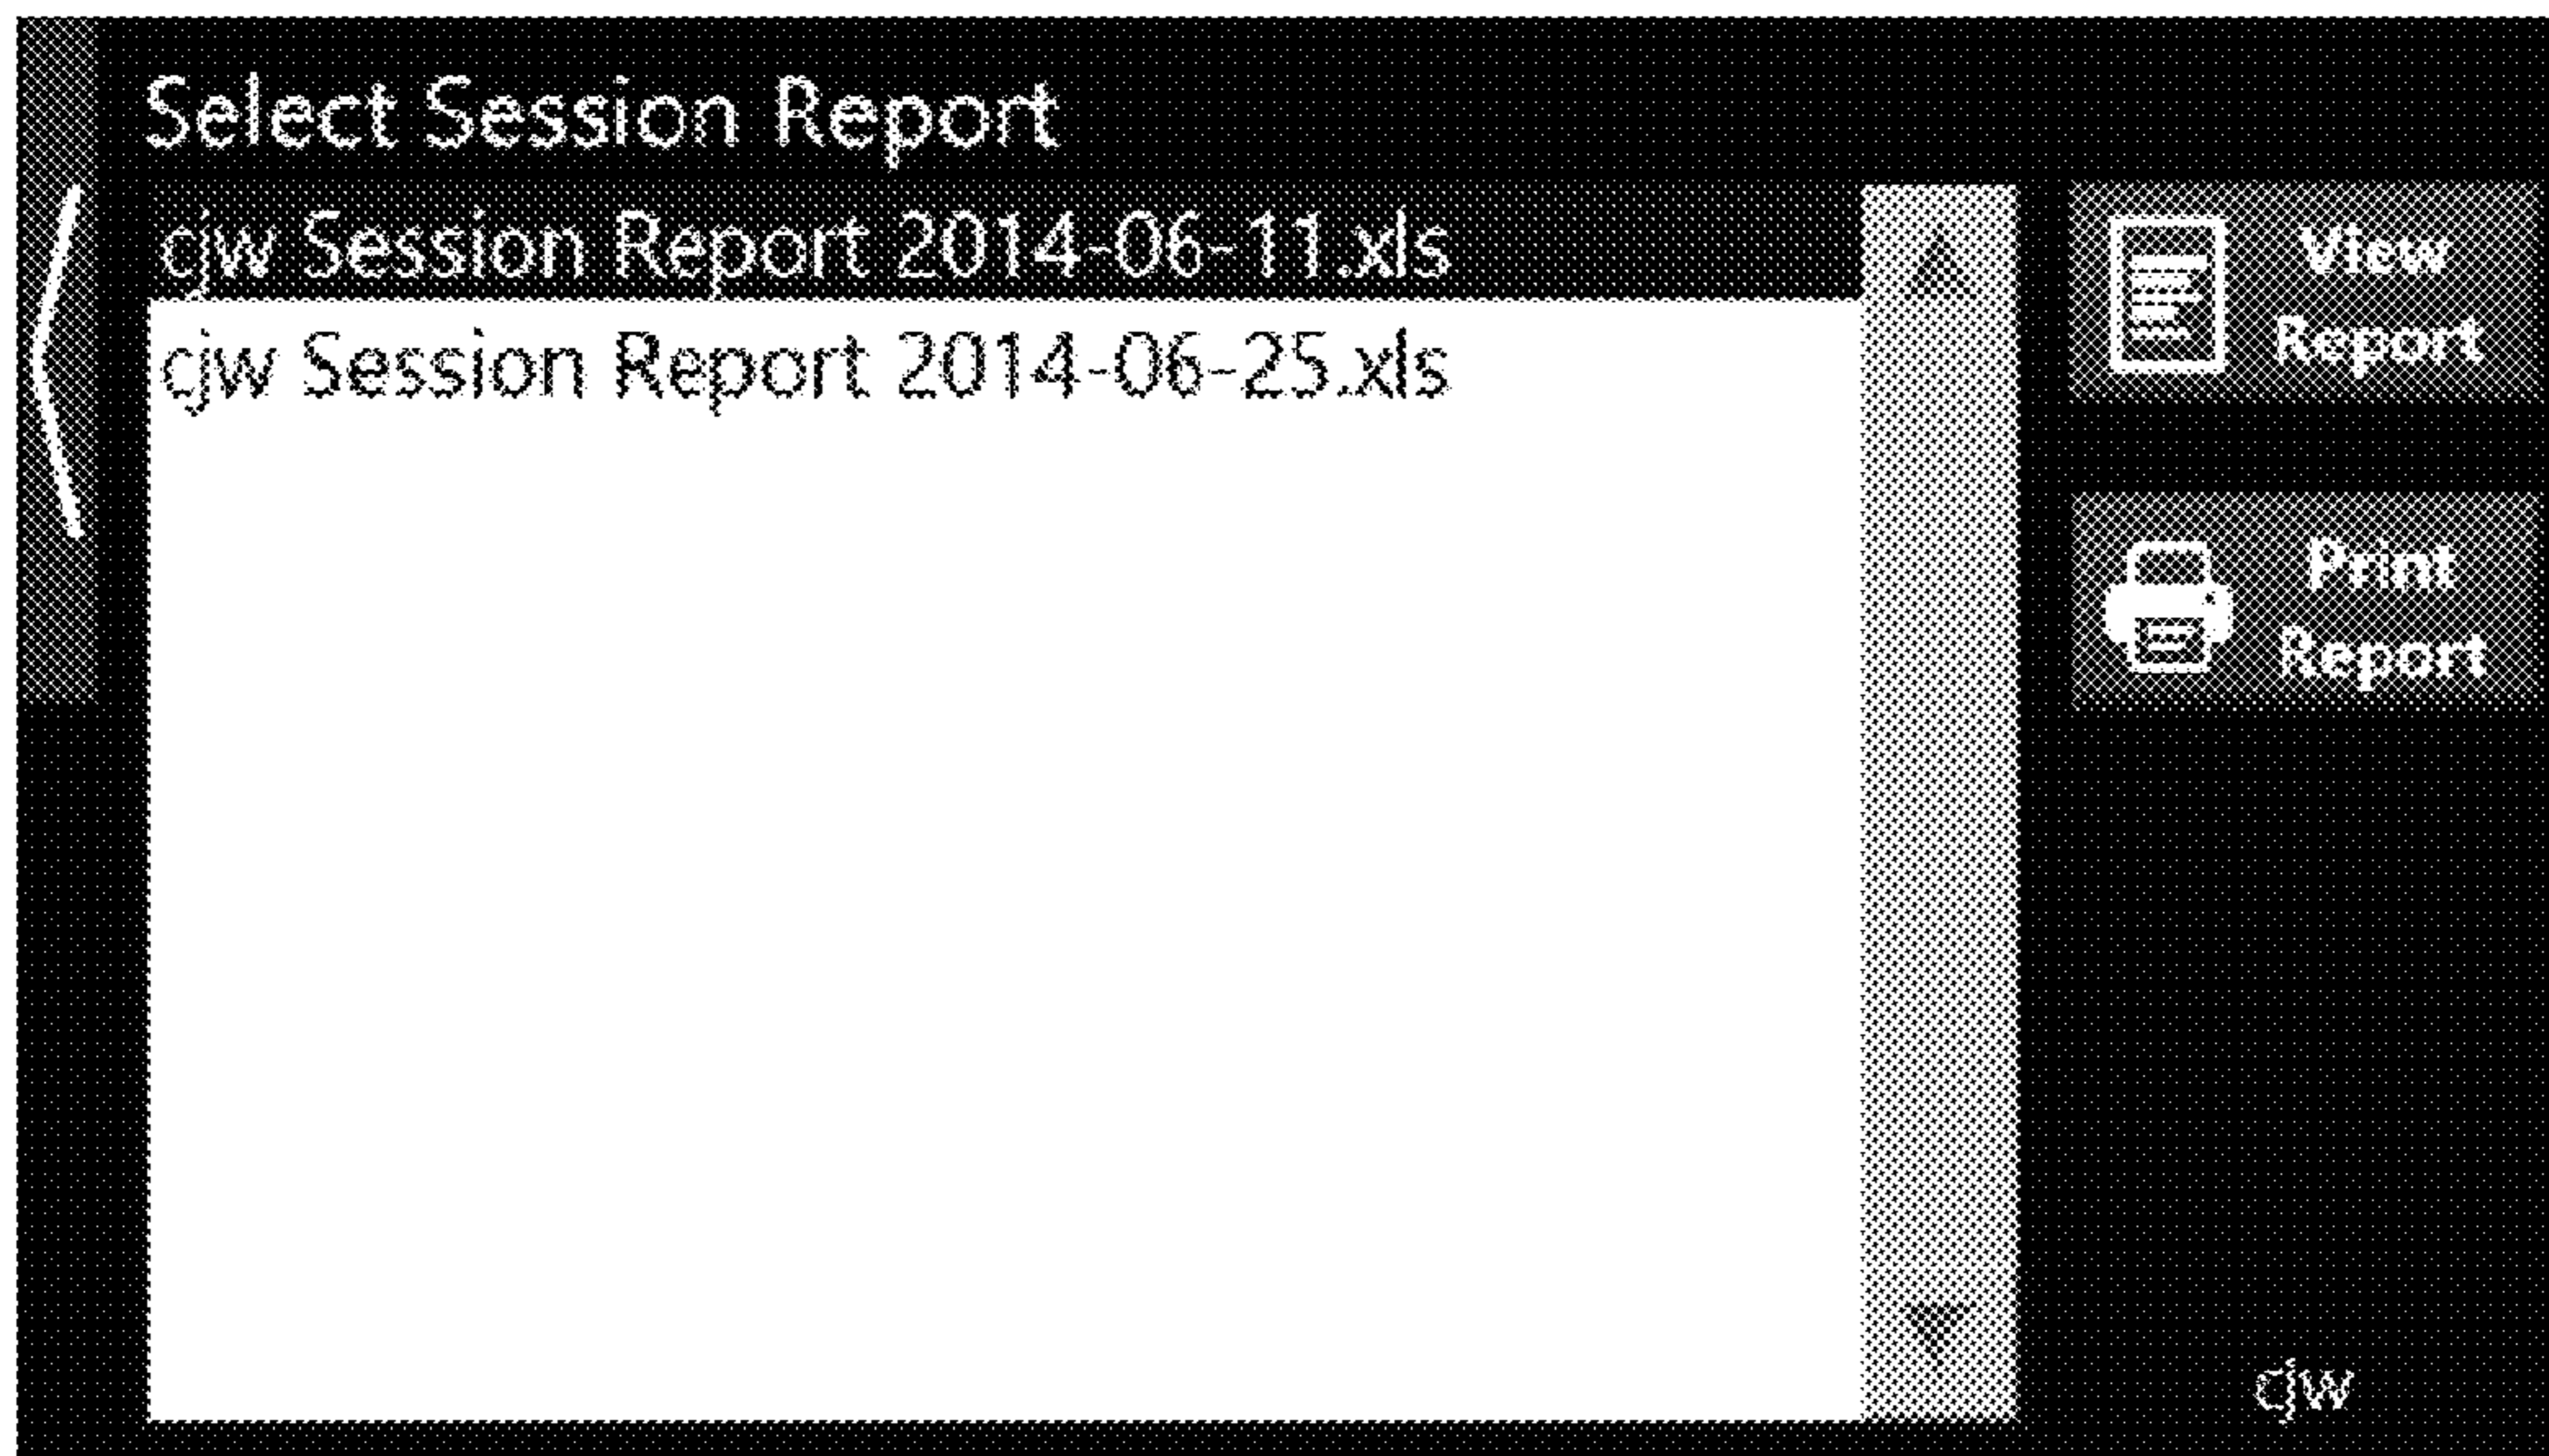 Select Session Report
cjw Session Report 2014-06-11.xls
cjw Session Report 2014-06-25.xls
View
Report
Print
Report
cjw